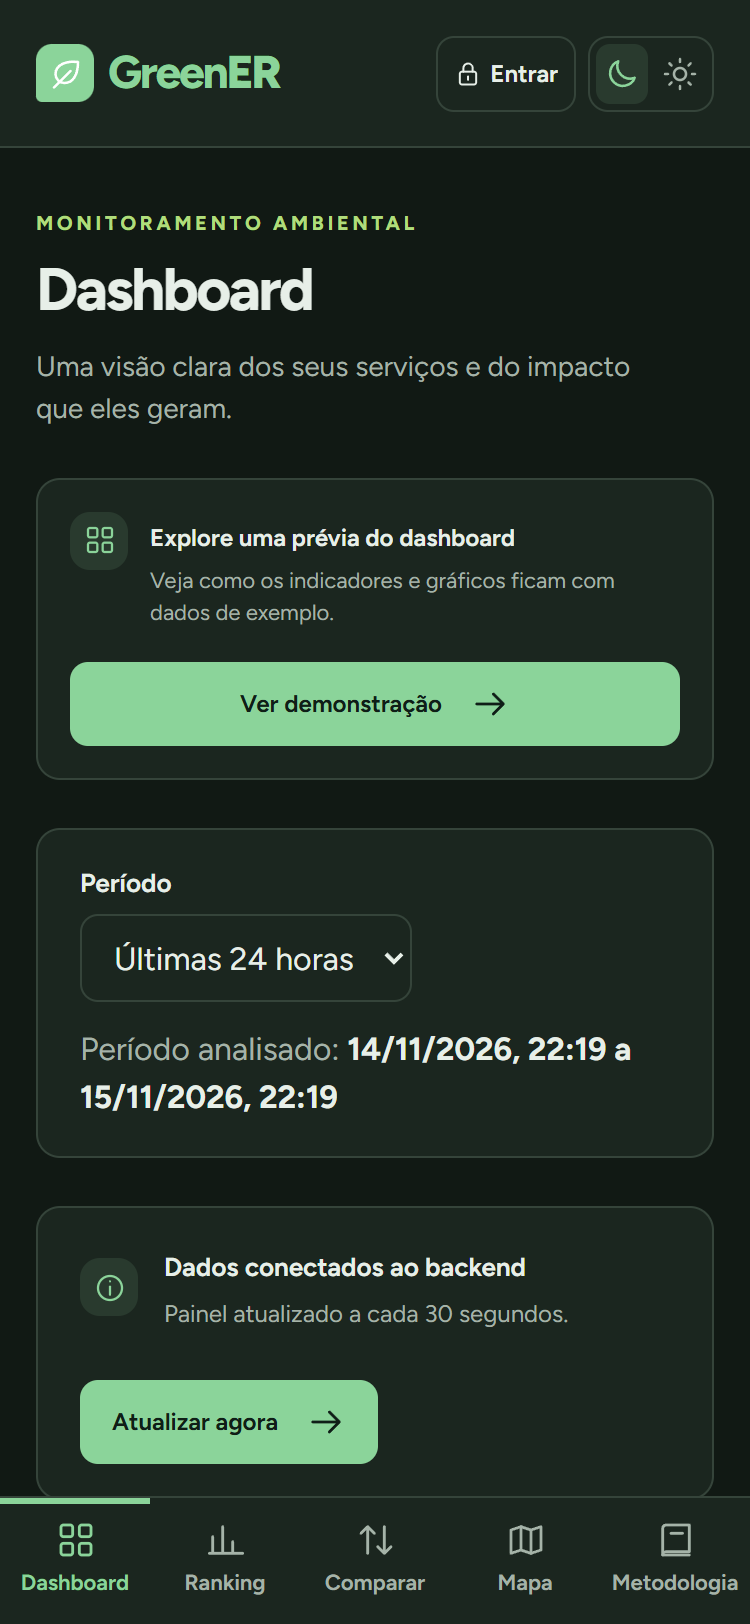 GreenER
Entrar
MONITORAMENTO AMBIENTAL
Dashboard
Uma visão clara dos seus serviços e do impacto
que eles geram.
Explore uma prévia do dashboard
Veja como os indicadores e gráficos ficam com
dados de exemplo.
Ver demonstração
Período
Últimas 24 horas
Período analisado: 14/11/2026, 22:19 a
15/11/2026, 22:19
Dados conectados ao backend
Painel atualizado a cada 30 segundos.
Atualizar agora
Dashboard
Ranking
Comparar
Mapa
Metodologia